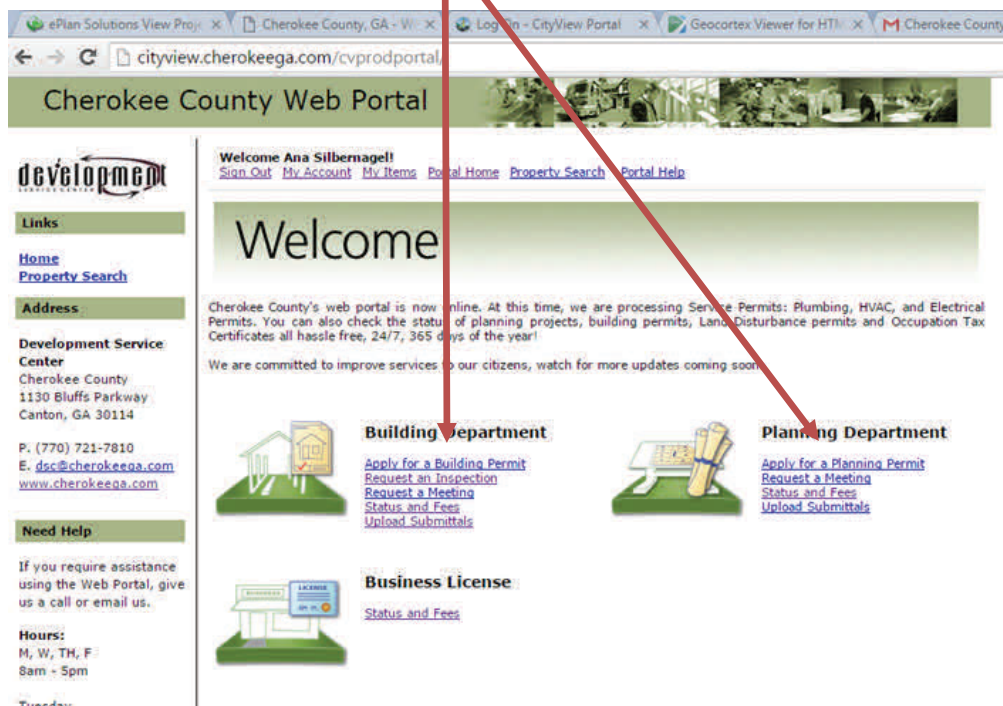 ePlan Solutions View Proj
Cherokee County, GA - W
Log On - CityView Portal
Geocortex Viewer for HTM
Cherokee County
cityview.cherokeega.com/cvprodportal/
Cherokee County Web Portal
development
Links
Home
Property Search
Address
Development Service
Center
Cherokee County
1130 Bluffs Parkway
Canton, GA 30114
P. (770) 721-7810
E. dsc@cherokeega.com
www.cherokeega.com
Need Help
If you require assistance
using the Web Portal, give
us a call or email us.
Hours:
M, W, TH, F
8am - 5pm
Tuesday
Welcome Ana Silbernagel!
Sign Out My Account My Items Portal Home Property Search Portal Help
Welcome
Cherokee County's web portal is now online. At this time, we are processing Service Permits: Plumbing, HVAC, and Electrical
Permits. You can also check the status of planning projects, building permits, Land Disturbance permits and Occupation Tax
Certificates all hassle free, 24/7, 365 days of the year!
We are committed to improve services to our citizens, watch for more updates coming soon
Building Department
Apply for a Building Permit
Request an Inspection
Request a Meeting
Status and Fees
Upload Submittals
Planning Department
Apply for a Planning Permit
Request a Meeting
Status and Fees
Upload Submittals
LICENSE
Business License
Status and Fees